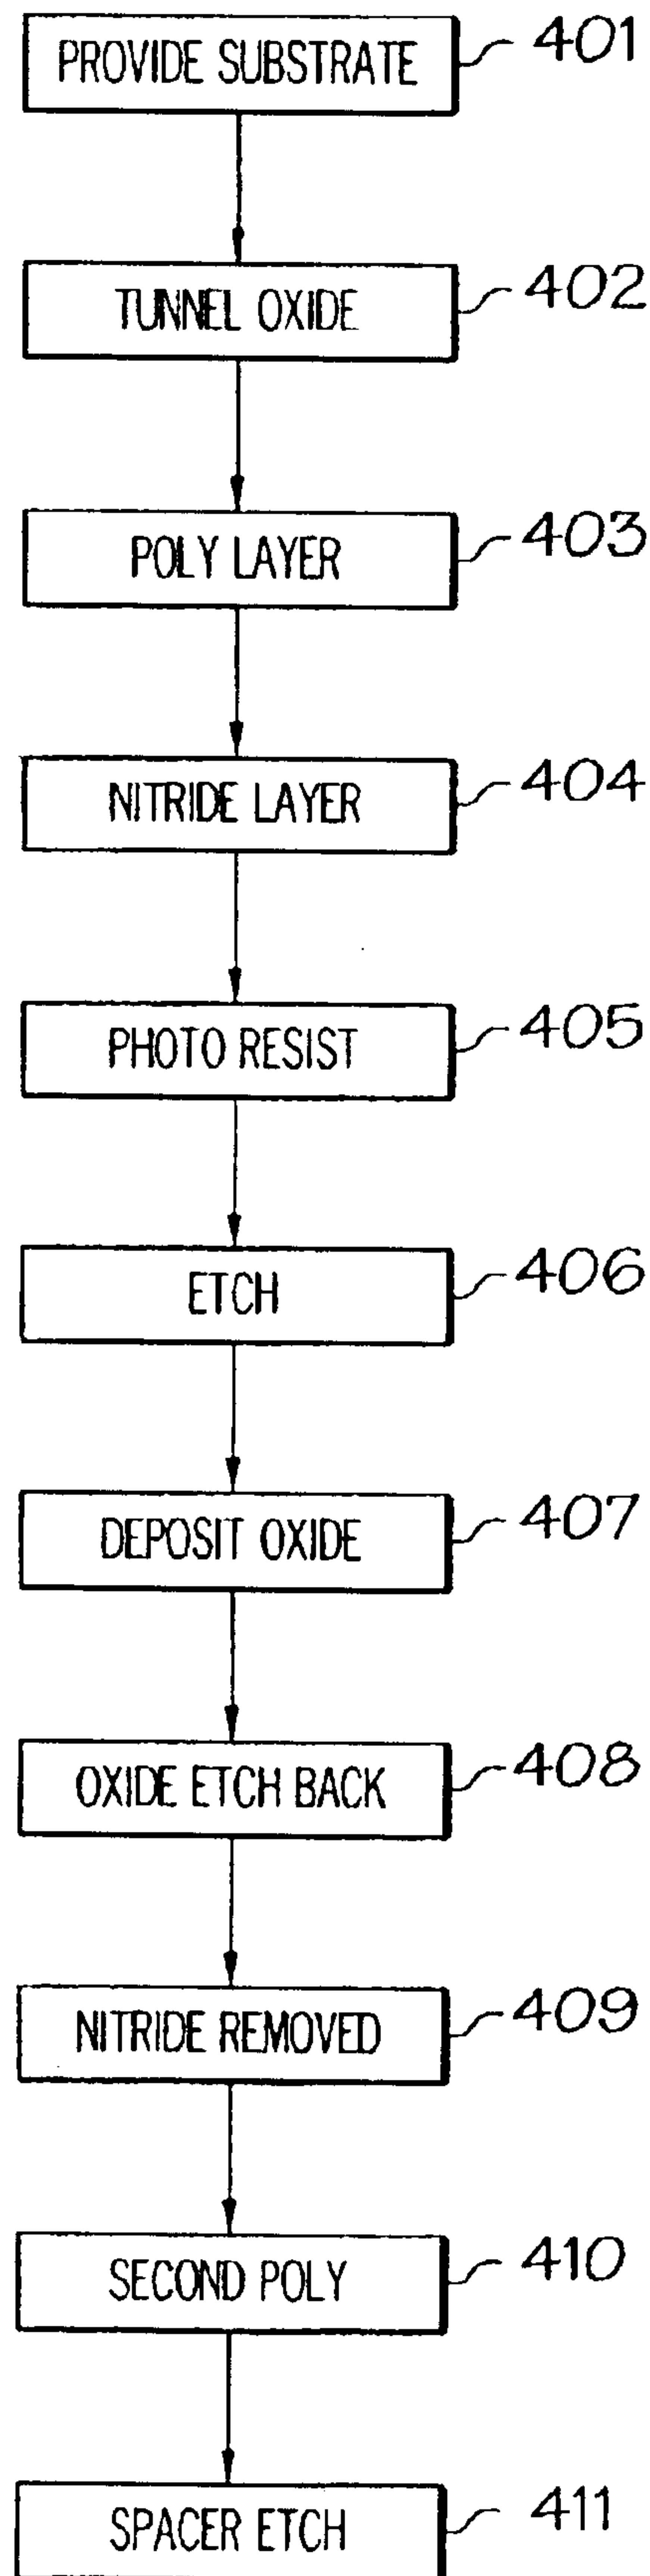 PROVIDE SUBSTRATE 401
TUNNEL OXIDE 402
POLY LAYER 403
NITRIDE LAYER 404
PHOTO RESIST 405
ETCH 406
DEPOSIT OXIDE 407
OXIDE ETCH BACK 408
NITRIDE REMOVED 409
SECOND POLY 410
SPACER ETCH 411